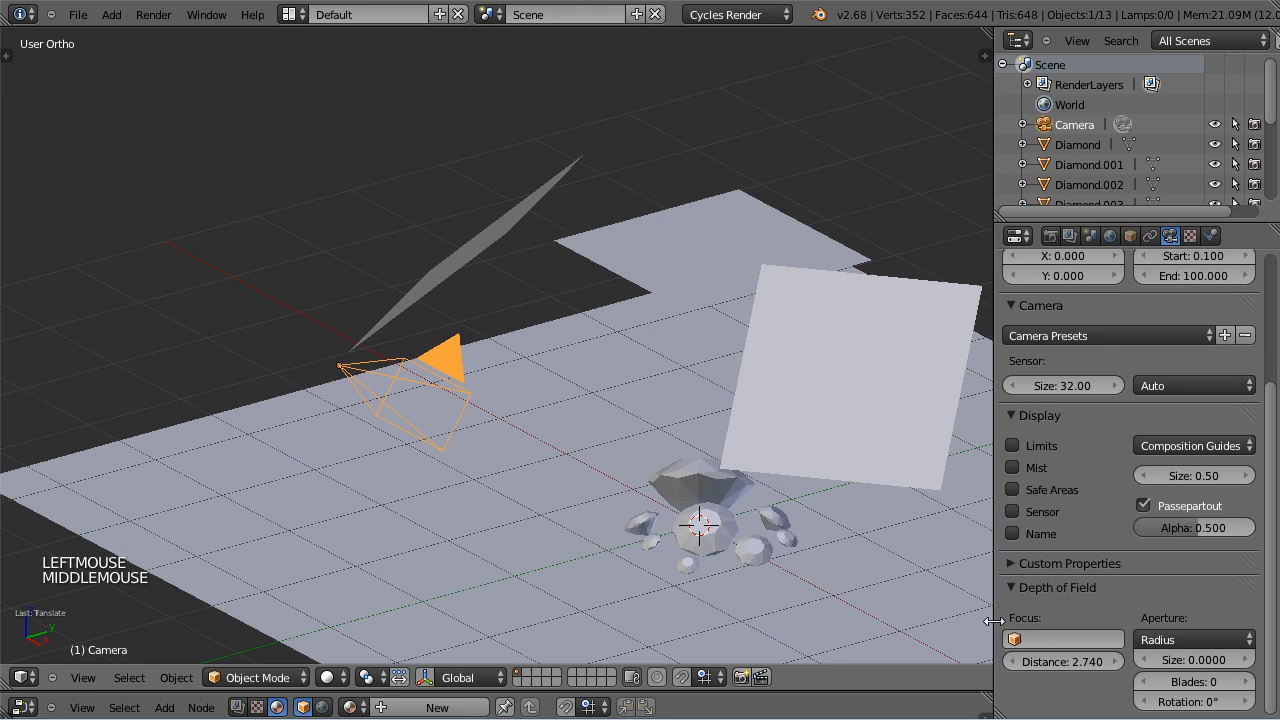 File Add Render Window Help Default Scene Cycles Render v2.68 | Verts:352 | Faces:644 | Tris:648 | Objects:1/13 | Lamps:0/0 | Mem:21.09M (12.0
User Ortho
View Search All Scenes
Scene
RenderLayers |
World
Camera |
Diamond |
Diamond.001 |
Diamond.002 |
Diamond.003
X: 0.000 Start: 0.100
Y: 0.000 End: 100.000
Camera
Camera Presets
Sensor:
Size: 32.00 Auto
Display
Limits Composition Guides
Mist Size: 0.50
Safe Areas
Sensor Passepartout
Name Alpha: 0.500
Custom Properties
Depth of Field
Focus: Aperture:
Radius
Distance: 2.740 Size: 0.0000
Blades: 0
Rotation: 0°
LEFTMOUSE
MIDDLEMOUSE
Last: Translate
y
x
(1) Camera
View Select Object Object Mode Global
View Select Add Node New